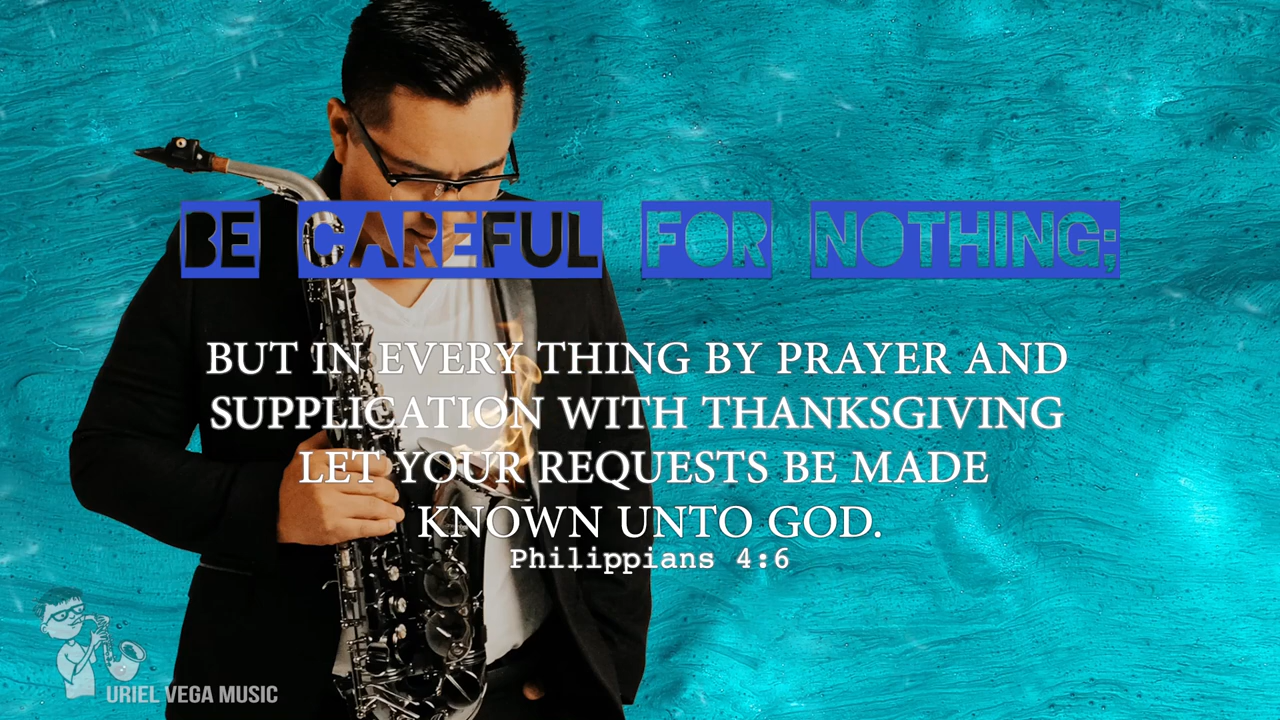 BE CAREFUL FOR NOTHING;
BUT IN EVERY THING BY PRAYER AND
SUPPLICATION WITH THANKSGIVING
LET YOUR REQUESTS BE MADE
KNOWN UNTO GOD.
Philippians 4:6
URIEL VEGA MUSIC